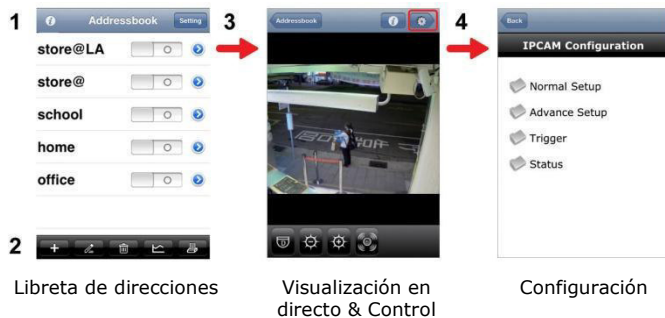 1
Addressbook
Setting
store@LA
store@
school
home
office
2
Libreta de direcciones
3
Addressbook
Visualización en
directo & Control
4
Back
IPCAM Configuration
Normal Setup
Advance Setup
Trigger
Status
Configuración